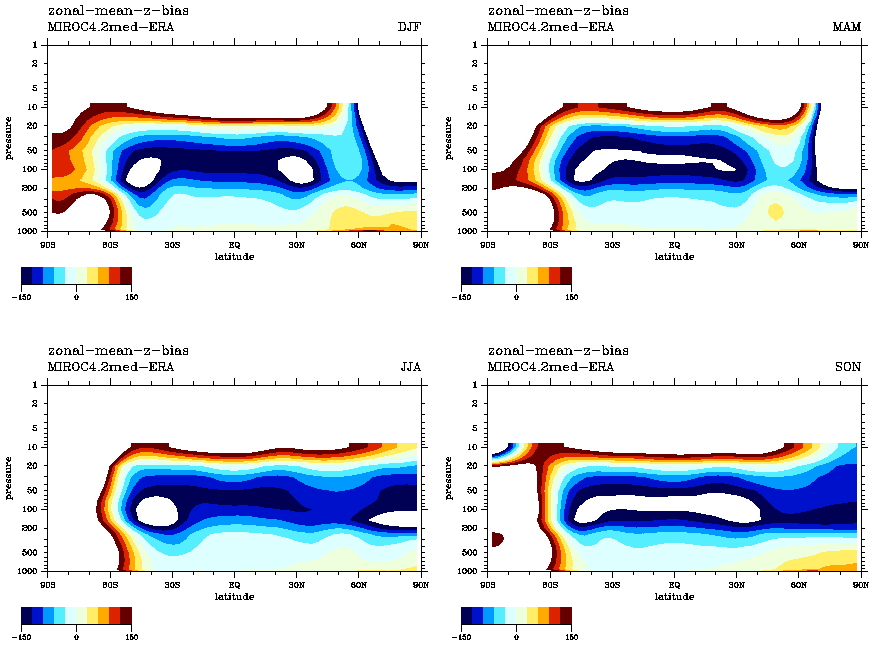 zonal-mean-z-bias
MIROC4.2med-ERA DJF
1
2
5
10
20
50
100
200
500
1000
pressure
90S 60S 30S EQ 30N 60N 90N
latitude
-150 0 150
zonal-mean-z-bias
MIROC4.2med-ERA MAM
1
2
5
10
20
50
100
200
500
1000
pressure
90S 60S 30S EQ 30N 60N 90N
latitude
-150 0 150
zonal-mean-z-bias
MIROC4.2med-ERA JJA
1
2
5
10
20
50
100
200
500
1000
pressure
90S 60S 30S EQ 30N 60N 90N
latitude
-150 0 150
zonal-mean-z-bias
MIROC4.2med-ERA SON
1
2
5
10
20
50
100
200
500
1000
pressure
90S 60S 30S EQ 30N 60N 90N
latitude
-150 0 150